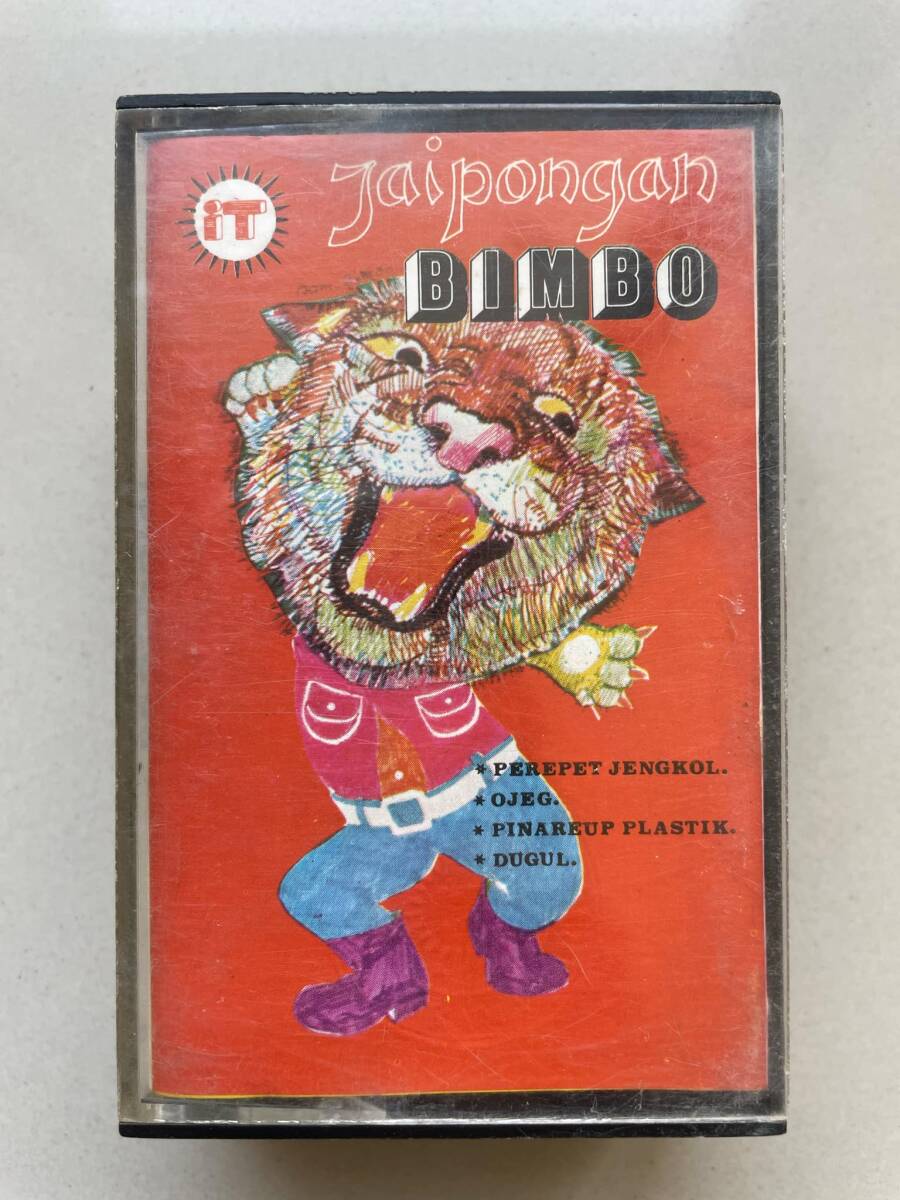 iT
Jaipongan
BIMBO
* PEREPET JENGKOL.
* OJEG.
* PINAREUP PLASTIK.
* DUGUL.